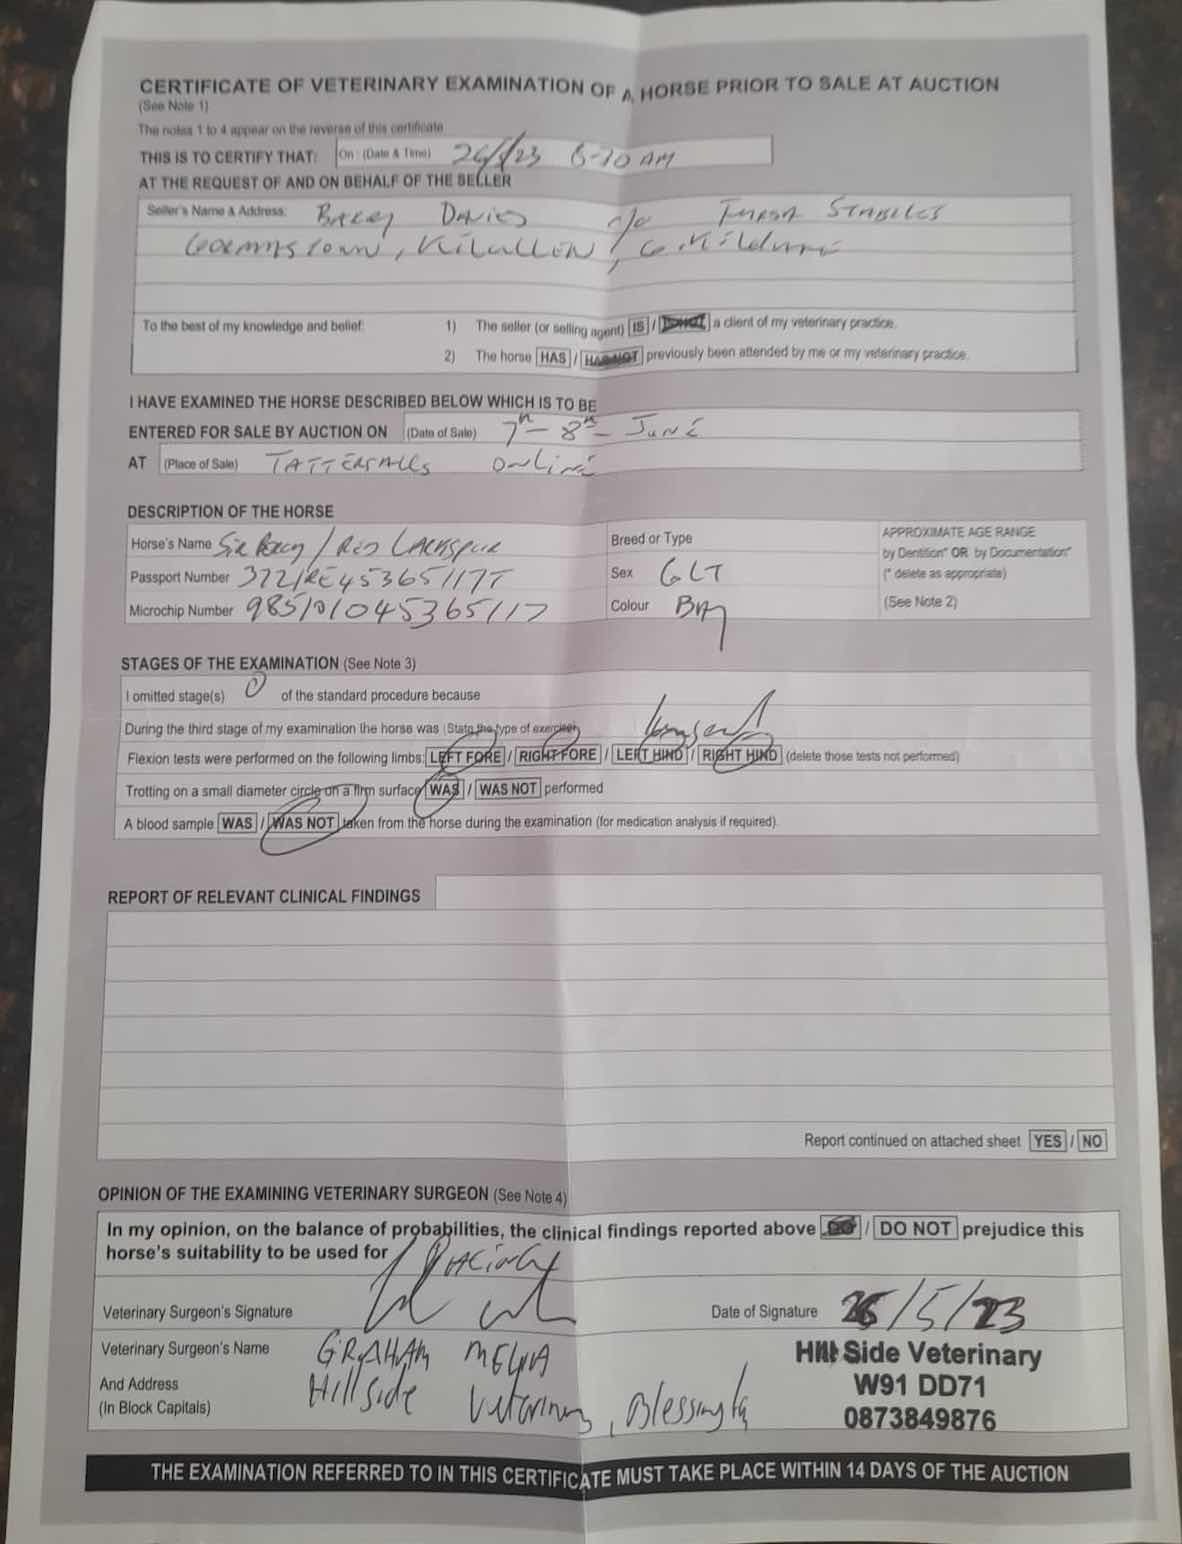 CERTIFICATE OF VETERINARY EXAMINATION OF A HORSE PRIOR TO SALE AT AUCTION
(See Note 1)
The notes 1 to 4 appear on the reverse of this certificate
THIS IS TO CERTIFY THAT: On: (Date & Time) 26/5/23 AM
AT THE REQUEST OF AND ON BEHALF OF THE SELLER
Seller's Name & Address: Davies c/o Stables
Gormanstown, Kilcullen, Co. Kildare
To the best of my knowledge and belief: 1) The seller (or selling agent) IS / IS NOT a client of my veterinary practice.
2) The horse HAS / HAS NOT previously been attended by me or my veterinary practice.
I HAVE EXAMINED THE HORSE DESCRIBED BELOW WHICH IS TO BE
ENTERED FOR SALE BY AUCTION ON (Date of Sale) 7th - 8th - June
AT (Place of Sale) TATTERSALLS ONLINE
DESCRIPTION OF THE HORSE
Horse's Name Sir Percy / Red Larkspur Breed or Type APPROXIMATE AGE RANGE
by Dentition* OR by Documentation*
Passport Number Sex GLT (* delete as appropriate)
Microchip Number Colour Bay (See Note 2)
STAGES OF THE EXAMINATION (See Note 3)
I omitted stage(s) 0 of the standard procedure because
During the third stage of my examination the horse was (State the type of exercise)
Flexion tests were performed on the following limbs: LEFT FORE / RIGHT FORE / LEFT HIND / RIGHT HIND (delete those tests not performed)
Trotting on a small diameter circle on a firm surface WAS / WAS NOT performed
A blood sample WAS / WAS NOT taken from the horse during the examination (for medication analysis if required).
REPORT OF RELEVANT CLINICAL FINDINGS
Report continued on attached sheet YES / NO
OPINION OF THE EXAMINING VETERINARY SURGEON (See Note 4)
In my opinion, on the balance of probabilities, the clinical findings reported above DO / DO NOT prejudice this
horse's suitability to be used for Racing
Veterinary Surgeon's Signature Date of Signature 26/5/23
Veterinary Surgeon's Name GRAHAM Hill Side Veterinary
And Address Hillside Veterinary, Blessington W91 DD71
(In Block Capitals) 0873849876
THE EXAMINATION REFERRED TO IN THIS CERTIFICATE MUST TAKE PLACE WITHIN 14 DAYS OF THE AUCTION